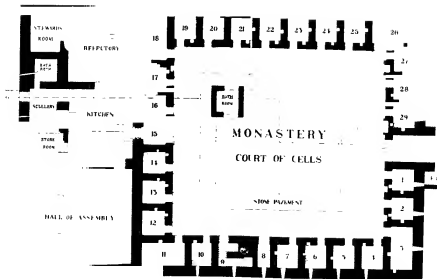 STEWARDS
ROOM
REFECTORY
BATH
ROOM
SCULLERY
KITCHEN
STORE
ROOM
HALL OF ASSEMBLY
18 19 20 21 22 23 24 25 26
17
16
15
14
13
12
11 10 9 8 7 6 5 4 3
27
28
29
1
2
BATH
ROOM
MONASTERY
COURT OF CELLS
STONE PAVEMENT